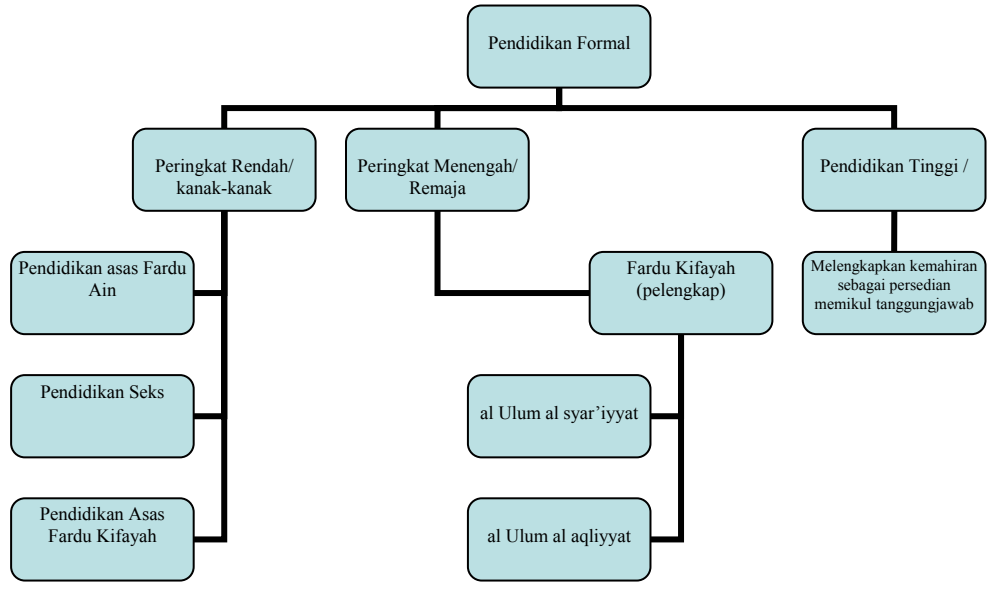 Pendidikan Formal
Peringkat Rendah/
kanak-kanak
Peringkat Menengah/
Remaja
Pendidikan Tinggi /
Pendidikan asas Fardu
Ain
Fardu Kifayah
(pelengkap)
Melengkapkan kemahiran
sebagai persedian
memikul tanggungjawab
Pendidikan Seks
al Ulum al syar’iyyat
Pendidikan Asas
Fardu Kifayah
al Ulum al aqliyyat